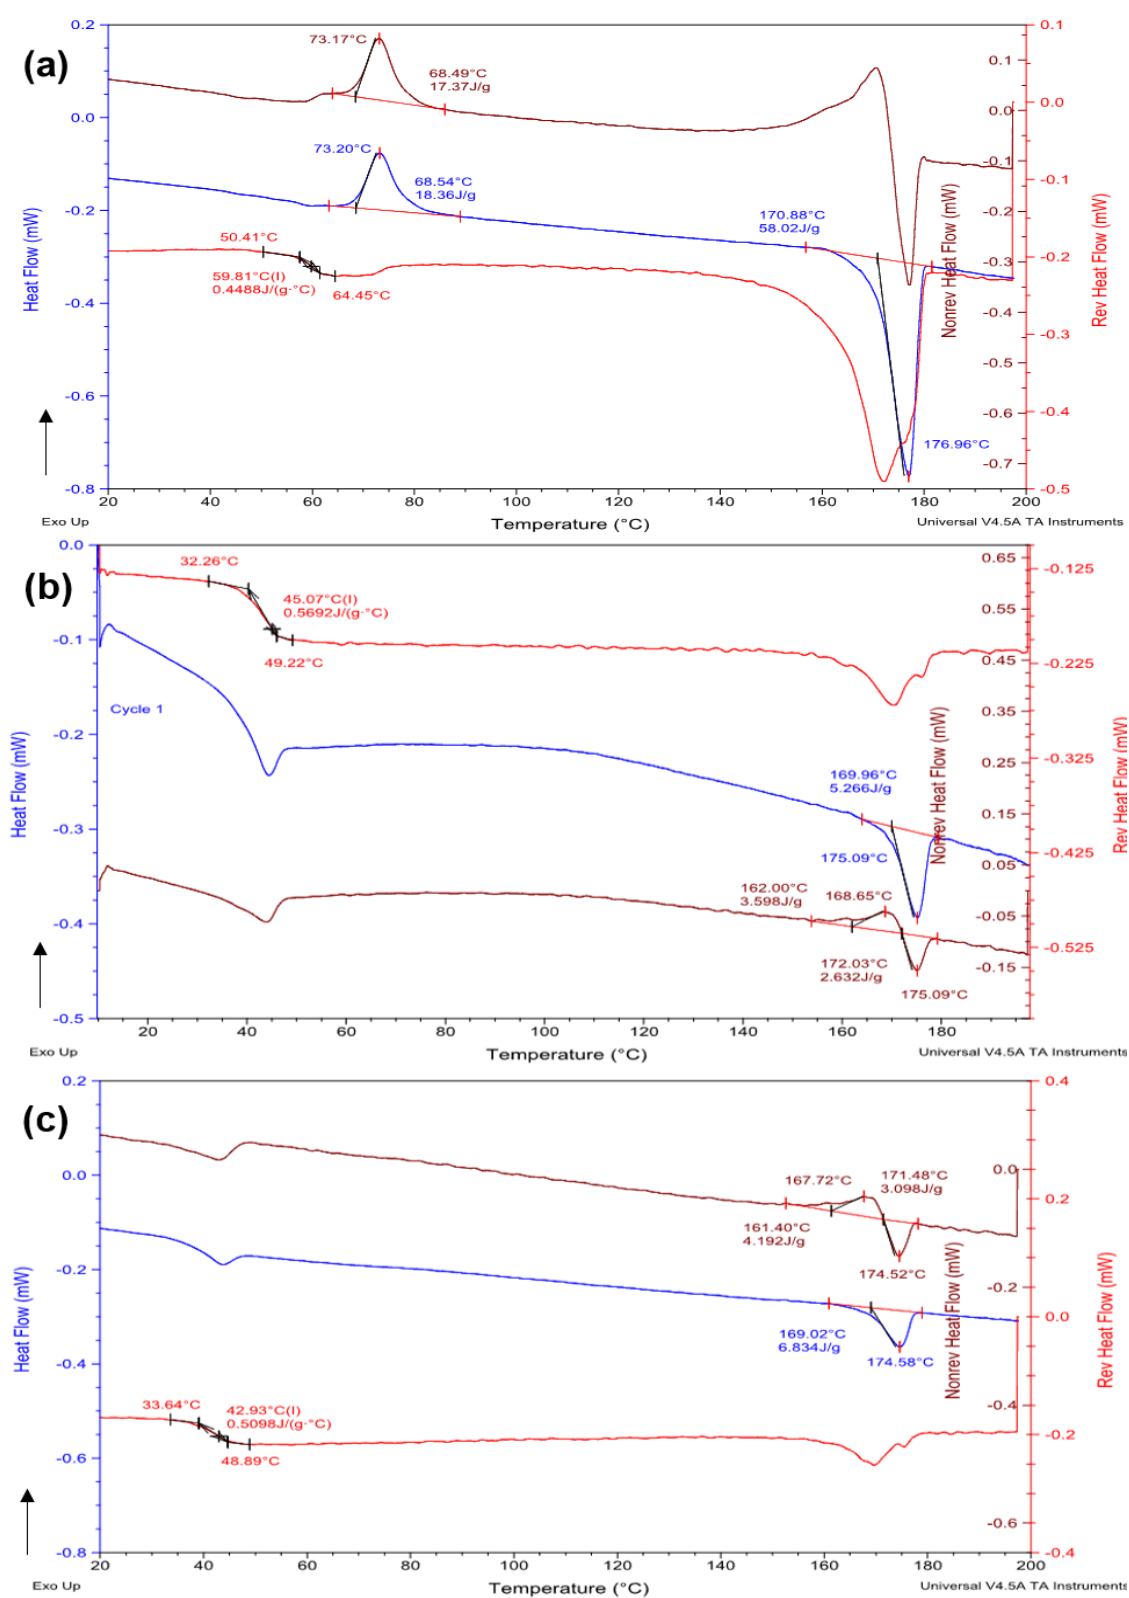 (a)
0.2
0.0
-0.2
-0.4
-0.6
-0.8
Heat Flow (mW)
73.17°C
68.49°C
17.37J/g
73.20°C
68.54°C
18.36J/g
50.41°C
59.81°C(I)
0.4488J/(g·°C)
64.45°C
170.88°C
58.02J/g
176.96°C
0.1
0.0
-0.1
-0.2
-0.3
-0.4
-0.5
-0.6
-0.7
Nonrev Heat Flow (mW)
0.1
0.0
-0.1
-0.2
-0.3
-0.4
-0.5
Rev Heat Flow (mW)
20 40 60 80 100 120 140 160 180 200
Exo Up
Temperature (°C)
Universal V4.5A TA Instruments
(b)
0.0
-0.1
-0.2
-0.3
-0.4
-0.5
Heat Flow (mW)
32.26°C
45.07°C(I)
0.5692J/(g·°C)
49.22°C
Cycle 1
169.96°C
5.266J/g
175.09°C
162.00°C
3.598J/g
168.65°C
172.03°C
2.632J/g
175.09°C
0.65
0.55
0.45
0.35
0.25
0.15
0.05
-0.05
-0.15
Nonrev Heat Flow (mW)
-0.125
-0.225
-0.325
-0.425
-0.525
Rev Heat Flow (mW)
20 40 60 80 100 120 140 160 180
Exo Up
Temperature (°C)
Universal V4.5A TA Instruments
(c)
0.2
0.0
-0.2
-0.4
-0.6
-0.8
Heat Flow (mW)
167.72°C
171.48°C
3.098J/g
161.40°C
4.192J/g
174.52°C
169.02°C
6.834J/g
174.58°C
33.64°C
42.93°C(I)
0.5098J/(g·°C)
48.89°C
0.0
-0.2
-0.4
-0.6
Nonrev Heat Flow (mW)
0.4
0.2
0.0
-0.2
-0.4
Rev Heat Flow (mW)
20 40 60 80 100 120 140 160 180 200
Exo Up
Temperature (°C)
Universal V4.5A TA Instruments